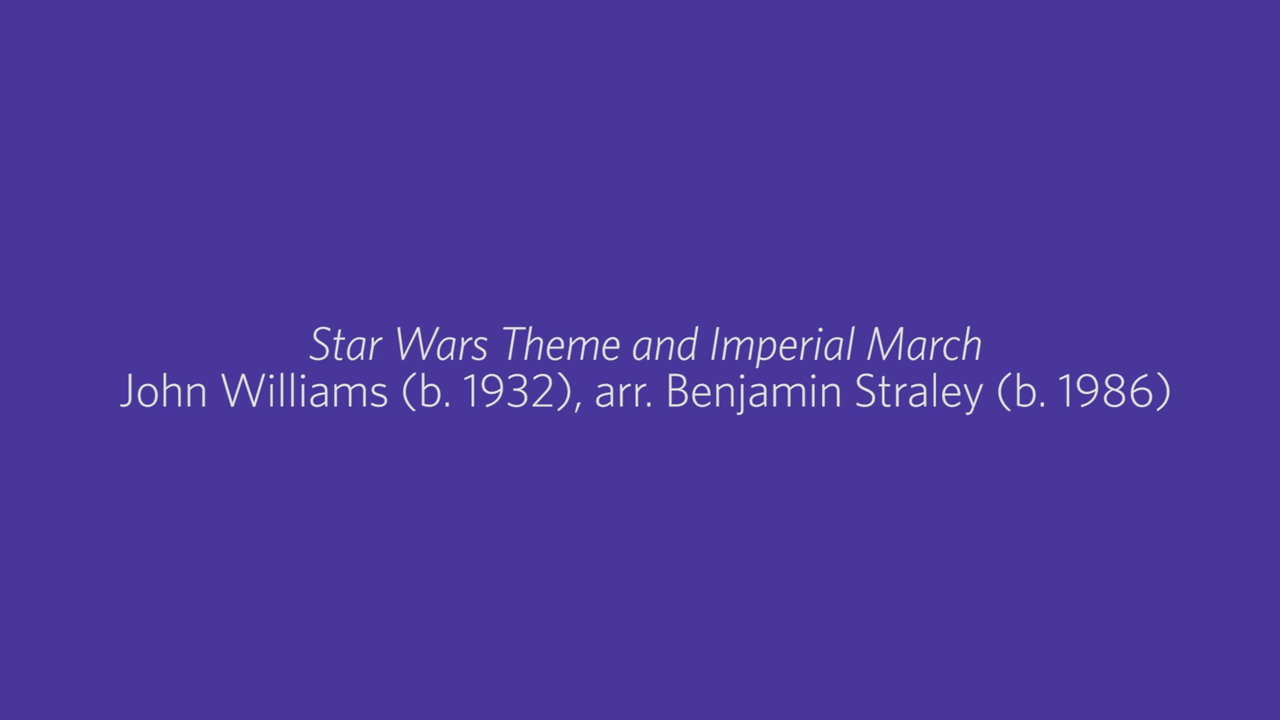 Star Wars Theme and Imperial March
John Williams (b. 1932), arr. Benjamin Straley (b. 1986)